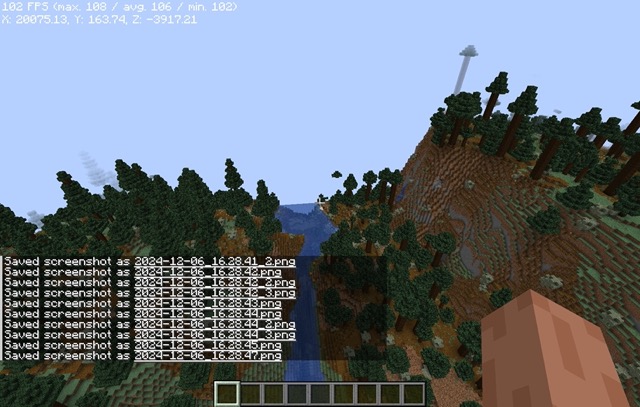 102 FPS (max. 108 / avg. 106 / min. 102)
X: 20075.13, Y: 163.74, Z: -3917.21
Saved screenshot as 2024-12-06_16.28.41_2.png
Saved screenshot as 2024-12-06_16.28.42.png
Saved screenshot as 2024-12-06_16.28.42_2.png
Saved screenshot as 2024-12-06_16.28.42_3.png
Saved screenshot as 2024-12-06_16.28.43.png
Saved screenshot as 2024-12-06_16.28.44.png
Saved screenshot as 2024-12-06_16.28.44_2.png
Saved screenshot as 2024-12-06_16.28.44_3.png
Saved screenshot as 2024-12-06_16.28.45.png
Saved screenshot as 2024-12-06_16.28.47.png